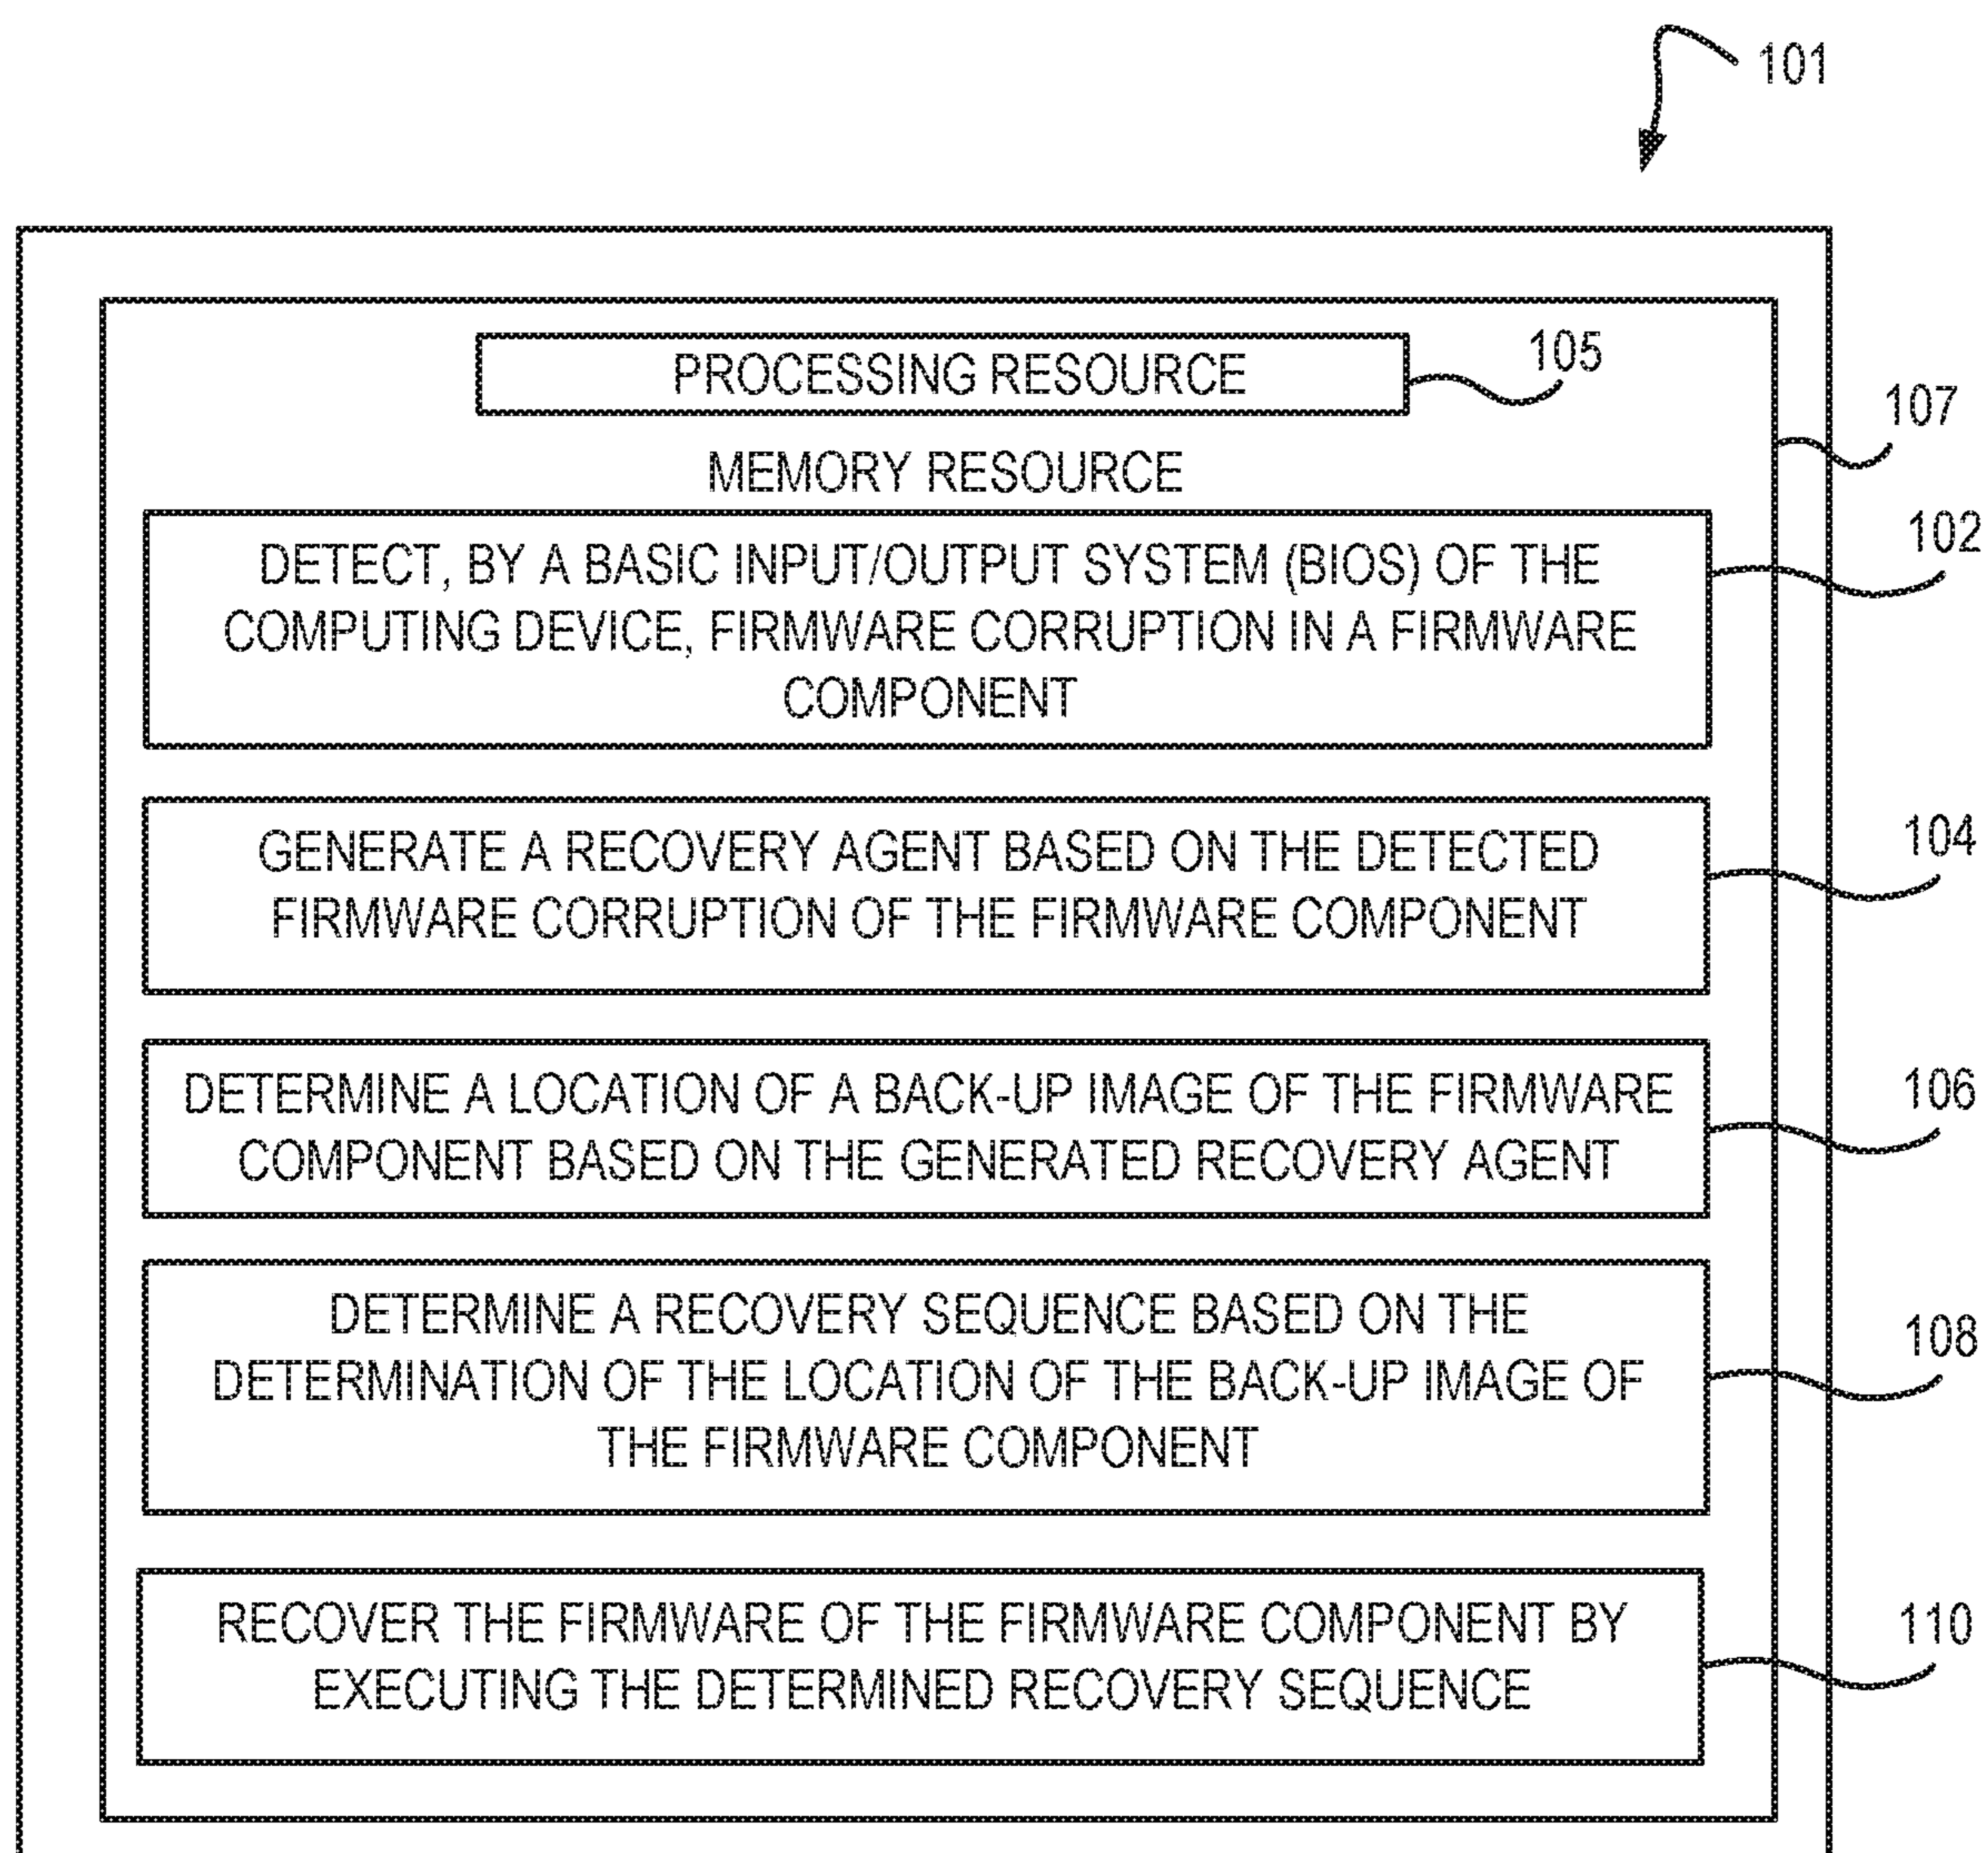 101
PROCESSING RESOURCE
105
107
MEMORY RESOURCE
DETECT, BY A BASIC INPUT/OUTPUT SYSTEM (BIOS) OF THE
COMPUTING DEVICE, FIRMWARE CORRUPTION IN A FIRMWARE
COMPONENT
102
GENERATE A RECOVERY AGENT BASED ON THE DETECTED
FIRMWARE CORRUPTION OF THE FIRMWARE COMPONENT
104
DETERMINE A LOCATION OF A BACK-UP IMAGE OF THE FIRMWARE
COMPONENT BASED ON THE GENERATED RECOVERY AGENT
106
DETERMINE A RECOVERY SEQUENCE BASED ON THE
DETERMINATION OF THE LOCATION OF THE BACK-UP IMAGE OF
THE FIRMWARE COMPONENT
108
RECOVER THE FIRMWARE OF THE FIRMWARE COMPONENT BY
EXECUTING THE DETERMINED RECOVERY SEQUENCE
110